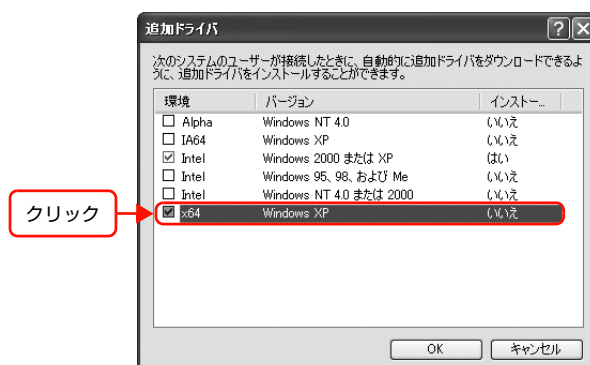 追加ドライバ
次のシステムのユーザーが接続したときに、自動的に追加ドライバをダウンロードできるよ
うに、追加ドライバをインストールすることができます。
環境 バージョン インストー...
Alpha Windows NT 4.0 いいえ
IA64 Windows XP いいえ
Intel Windows 2000 または XP はい
Intel Windows 95、98、および Me いいえ
Intel Windows NT 4.0 または 2000 いいえ
クリック x64 Windows XP いいえ
OK キャンセル